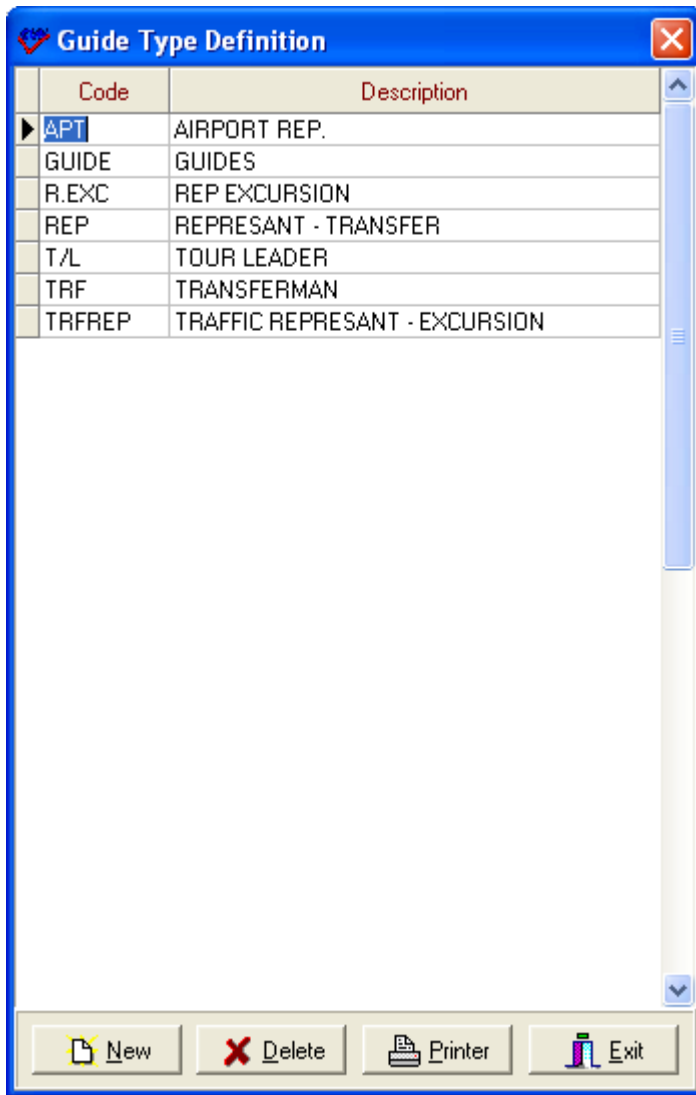 Guide Type Definition
Code Description
APT AIRPORT REP.
GUIDE GUIDES
R.EXC REP EXCURSION
REP REPRESANT - TRANSFER
T/L TOUR LEADER
TRF TRANSFERMAN
TRFREP TRAFFIC REPRESANT - EXCURSION
New Delete Printer Exit